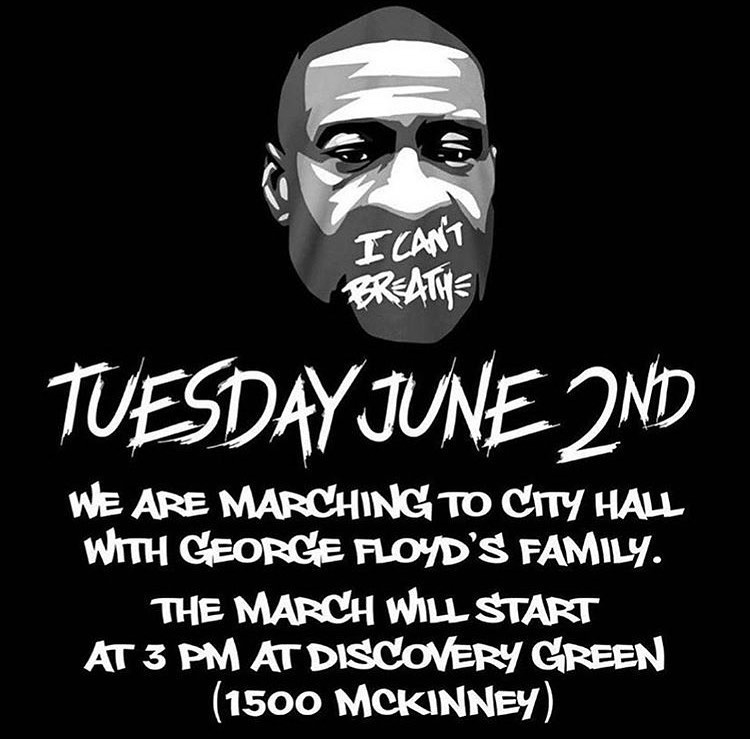 I CAN'T
BREATHE
TUESDAY JUNE 2ND
WE ARE MARCHING TO CITY HALL
WITH GEORGE FLOYD'S FAMILY.
THE MARCH WILL START
AT 3 PM AT DISCOVERY GREEN
(1500 MCKINNEY)